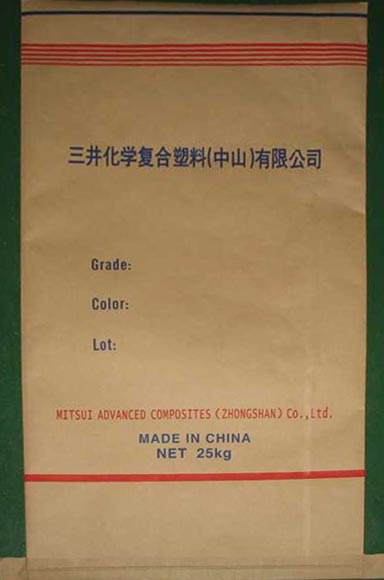 三井化学复合塑料(中山)有限公司
Grade:
Color:
Lot:
MITSUI ADVANCED COMPOSITES (ZHONGSHAN) Co.,Ltd.
MADE IN CHINA
NET 25kg